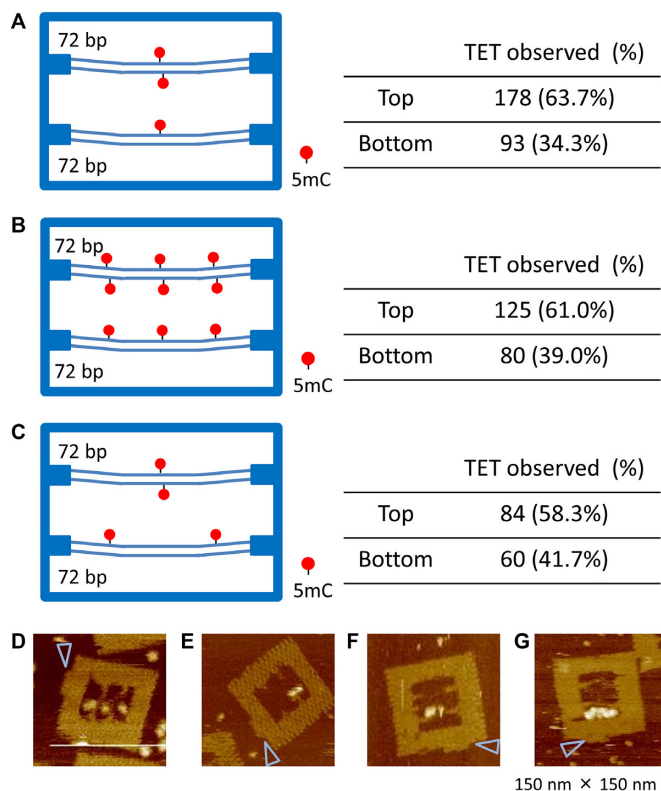 A
72 bp
72 bp
5mC
TET observed (%)
Top 178 (63.7%)
Bottom 93 (34.3%)
B
72 bp
72 bp
5mC
TET observed (%)
Top 125 (61.0%)
Bottom 80 (39.0%)
C
72 bp
72 bp
5mC
TET observed (%)
Top 84 (58.3%)
Bottom 60 (41.7%)
D E F G
150 nm × 150 nm